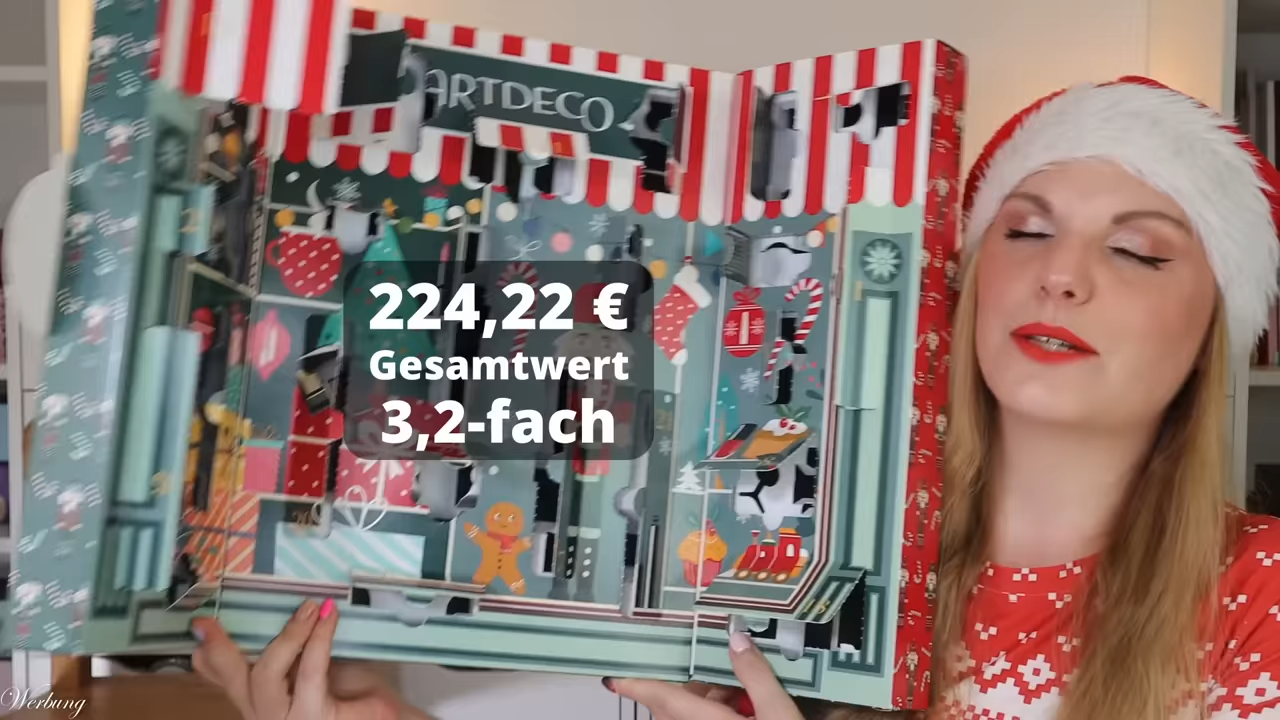 ARTDECO
224,22 €
Gesamtwert
3,2-fach
Werbung